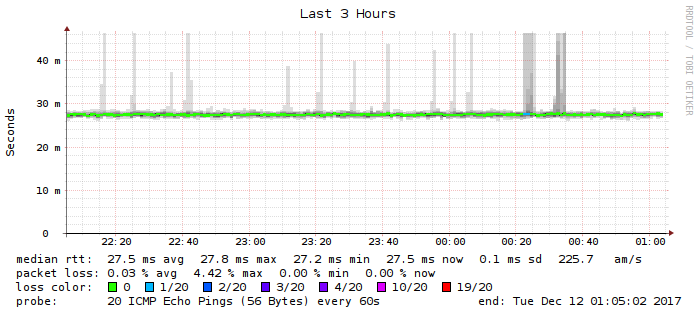 Last 3 Hours
RRDTOOL / TOBI OETIKER
Seconds
40 m
30 m
20 m
10 m
0
22:20 22:40 23:00 23:20 23:40 00:00 00:20 00:40 01:00
median rtt: 27.5 ms avg 27.8 ms max 27.2 ms min 27.5 ms now 0.1 ms sd 225.7 am/s
packet loss: 0.03 % avg 4.42 % max 0.00 % min 0.00 % now
loss color: 0 1/20 2/20 3/20 4/20 10/20 19/20
probe: 20 ICMP Echo Pings (56 Bytes) every 60s end: Tue Dec 12 01:05:02 2017